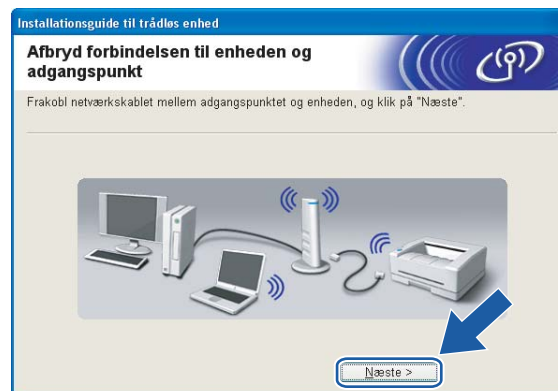 Installationsguide til trådløs enhed
Afbryd forbindelsen til enheden og
adgangspunkt
Frakobl netværkskablet mellem adgangspunktet og enheden, og klik på "Næste".
Næste >